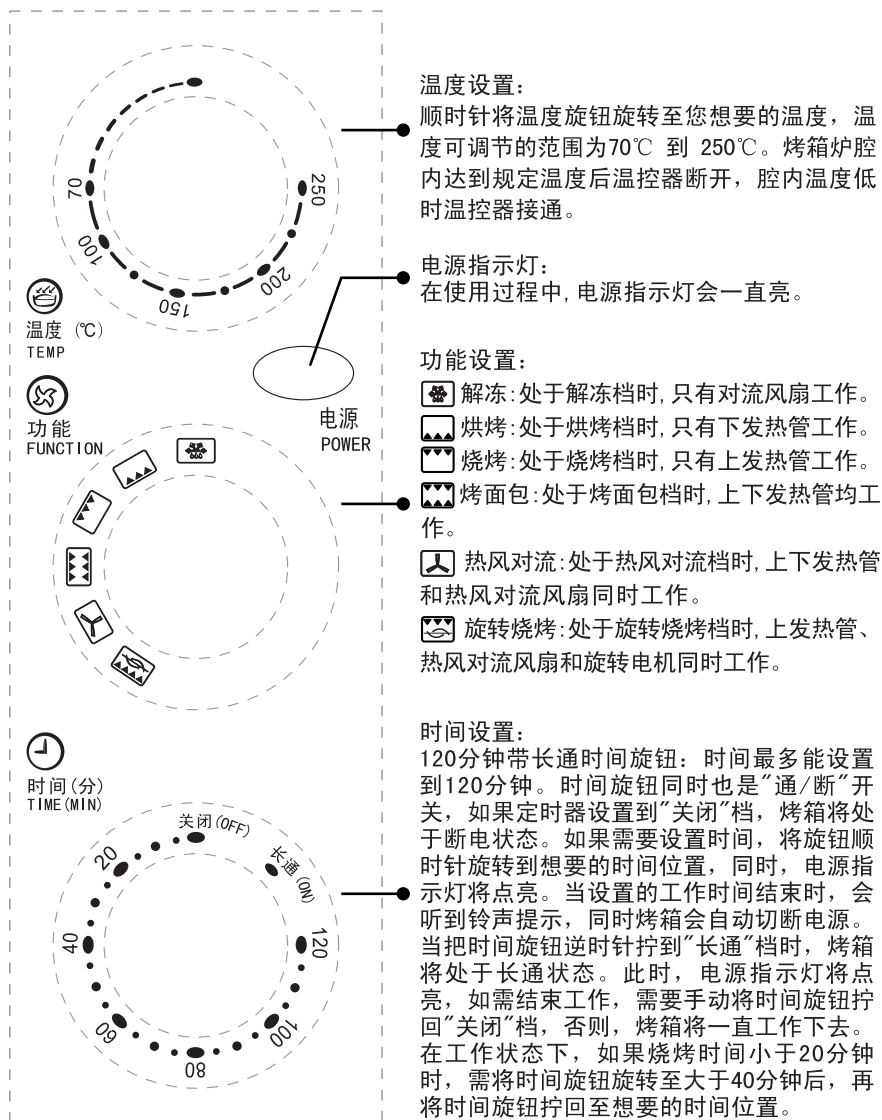 70
100
150
200
250
温度 (℃)
TEMP
功能
FUNCTION
电源
POWER
时间(分)
TIME(MIN)
关闭(OFF)
长通(ON)
20
40
60
80
100
120
温度设置:
顺时针将温度旋钮旋转至您想要的温度，温
度可调节的范围为70℃ 到 250℃。烤箱炉腔
内达到规定温度后温控器断开，腔内温度低
时温控器接通。
电源指示灯:
在使用过程中,电源指示灯会一直亮。
功能设置:
解冻:处于解冻档时,只有对流风扇工作。
烘烤:处于烘烤档时,只有下发热管工作。
烧烤:处于烧烤档时,只有上发热管工作。
烤面包:处于烤面包档时,上下发热管均工
作。
热风对流:处于热风对流档时,上下发热管
和热风对流风扇同时工作。
旋转烧烤:处于旋转烧烤档时,上发热管、
热风对流风扇和旋转电机同时工作。
时间设置:
120分钟带长通时间旋钮: 时间最多能设置
到120分钟。时间旋钮同时也是"通/断"开
关，如果定时器设置到"关闭"档，烤箱将处
于断电状态。如果需要设置时间，将旋钮顺
时针旋转到想要的时间位置，同时，电源指
示灯将点亮。当设置的工作时间结束时，会
听到铃声提示，同时烤箱会自动切断电源。
当把时间旋钮逆时针拧到"长通"档时，烤箱
将处于长通状态。此时，电源指示灯将点
亮，如需结束工作，需要手动将时间旋钮拧
回"关闭"档，否则，烤箱将一直工作下去。
在工作状态下，如果烧烤时间小于20分钟
时，需将时间旋钮旋转至大于40分钟后，再
将时间旋钮拧回至想要的时间位置。